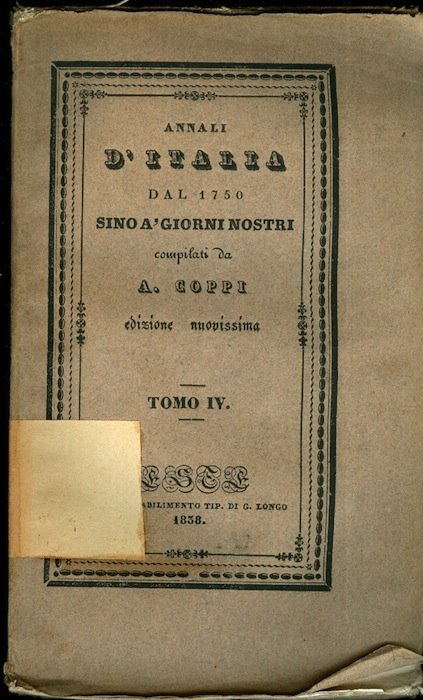 ANNALI
D'ITALIA
DAL 1750
SINO A' GIORNI NOSTRI
compilati da
A. COPPI
edizione nuovissima
TOMO IV.
ESTE
TIP. DI G. LONGO
1838.